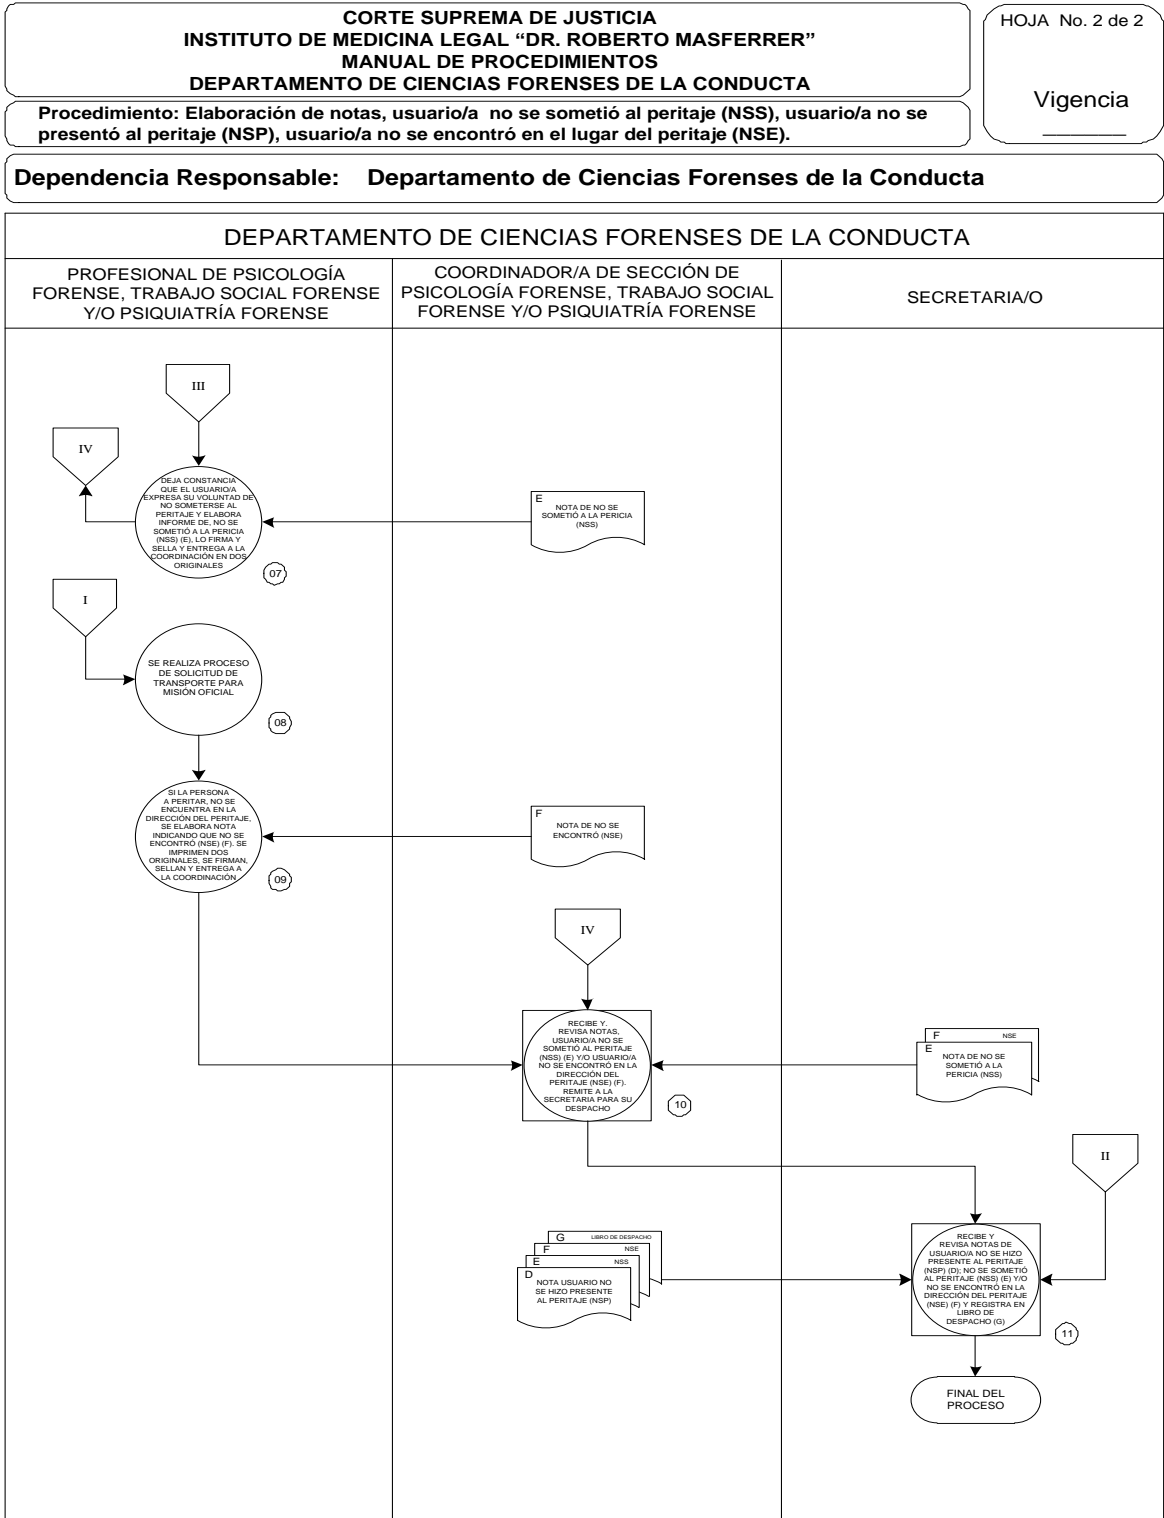 CORTE SUPREMA DE JUSTICIA
INSTITUTO DE MEDICINA LEGAL “DR. ROBERTO MASFERRER”
MANUAL DE PROCEDIMIENTOS
DEPARTAMENTO DE CIENCIAS FORENSES DE LA CONDUCTA
HOJA No. 2 de 2
Vigencia
______
Procedimiento: Elaboración de notas, usuario/a no se sometió al peritaje (NSS), usuario/a no se
presentó al peritaje (NSP), usuario/a no se encontró en el lugar del peritaje (NSE).
Dependencia Responsable: Departamento de Ciencias Forenses de la Conducta
DEPARTAMENTO DE CIENCIAS FORENSES DE LA CONDUCTA
PROFESIONAL DE PSICOLOGÍA
FORENSE, TRABAJO SOCIAL FORENSE
Y/O PSIQUIATRÍA FORENSE
COORDINADOR/A DE SECCIÓN DE
PSICOLOGÍA FORENSE, TRABAJO SOCIAL
FORENSE Y/O PSIQUIATRÍA FORENSE
SECRETARIA/O
III
IV
DEJA CONSTANCIA
QUE EL USUARIO/A
EXPRESA SU VOLUNTAD DE
NO SOMETERSE AL
PERITAJE Y ELABORA
INFORME DE, NO SE
SOMETIÓ A LA PERICIA
(NSS) (E), LO FIRMA Y
SELLA Y ENTREGA A LA
COORDINACIÓN EN DOS
ORIGINALES
07
E
NOTA DE NO SE
SOMETIÓ A LA PERICIA
(NSS)
I
SE REALIZA PROCESO
DE SOLICITUD DE
TRANSPORTE PARA
MISIÓN OFICIAL
08
SI LA PERSONA
A PERITAR, NO SE
ENCUENTRA EN LA
DIRECCIÓN DEL PERITAJE,
SE ELABORA NOTA
INDICANDO QUE NO SE
ENCONTRÓ (NSE) (F). SE
IMPRIMEN DOS
ORIGINALES, SE FIRMAN,
SELLAN Y ENTREGA A
LA COORDINACIÓN
09
F
NOTA DE NO SE
ENCONTRÓ (NSE)
IV
RECIBE Y.
REVISA NOTAS,
USUARIO/A NO SE
SOMETIÓ AL PERITAJE
(NSS) (E) Y/O USUARIO/A
NO SE ENCONTRÓ EN LA
DIRECCIÓN DEL
PERITAJE (NSE) (F).
REMITE A LA
SECRETARIA PARA SU
DESPACHO
10
F NSE
E
NOTA DE NO SE
SOMETIÓ A LA
PERICIA (NSS)
II
G LIBRO DE DESPACHO
F NSE
E NSS
D
NOTA USUARIO NO
SE HIZO PRESENTE
AL PERITAJE (NSP)
RECIBE Y
REVISA NOTAS DE
USUARIO/A NO SE HIZO
PRESENTE AL PERITAJE
(NSP) (D); NO SE SOMETIÓ
AL PERITAJE (NSS) (E) Y/O
NO SE ENCONTRÓ EN LA
DIRECCIÓN DEL PERITAJE
(NSE) (F) Y REGISTRA EN
LIBRO DE
DESPACHO (G)
11
FINAL DEL
PROCESO